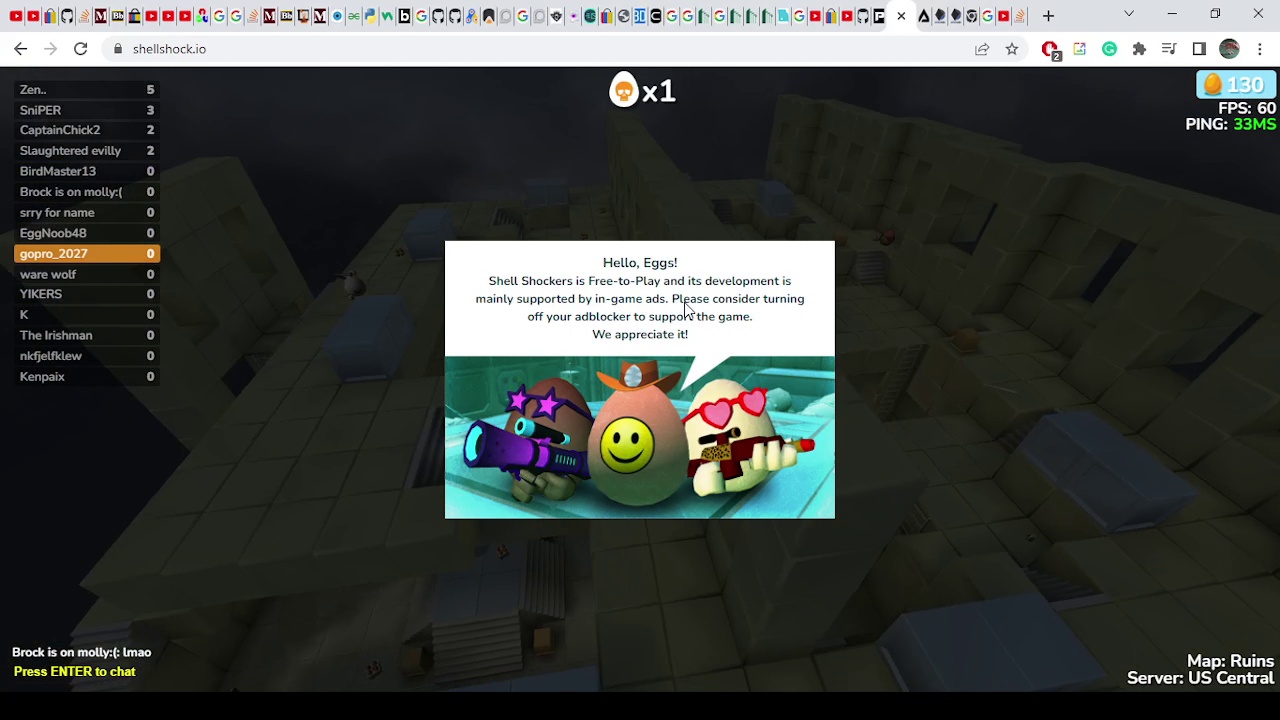 shellshock.io
2
Zen.. 5
SniPER 3
CaptainChick2 2
Slaughtered evilly 2
BirdMaster13 0
Brock is on molly:( 0
srry for name 0
EggNoob48 0
gopro_2027 0
ware wolf 0
YIKERS 0
K 0
The Irishman 0
nkfjelfklew 0
Kenpaix 0
x1
130
FPS: 60
PING: 33MS
Hello, Eggs!
Shell Shockers is Free-to-Play and its development is
mainly supported by in-game ads. Please consider turning
off your adblocker to support the game.
We appreciate it!
Brock is on molly:(: lmao
Press ENTER to chat
Map: Ruins
Server: US Central